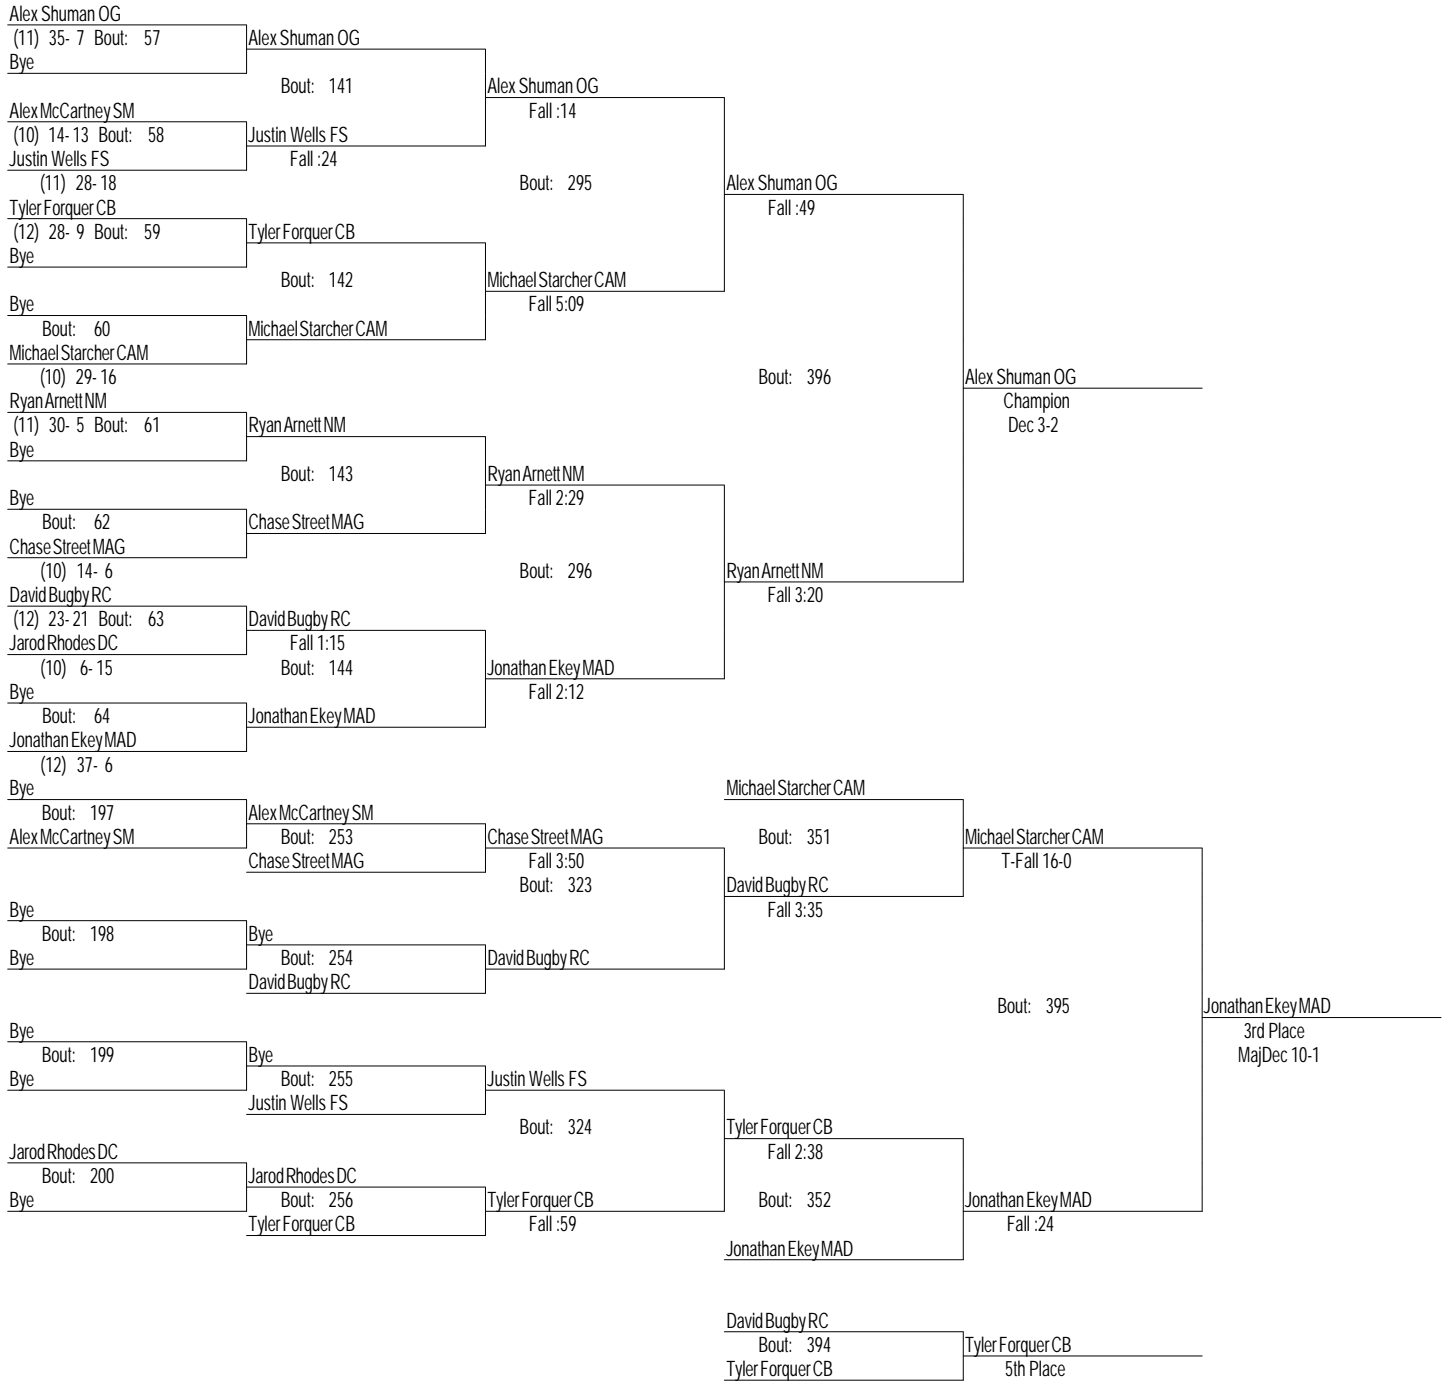 Alex Shuman OG
(11) 35- 7 Bout: 57
Bye
Alex Shuman OG
Bout: 141
Alex McCartney SM
(10) 14- 13 Bout: 58
Justin Wells FS
(11) 28- 18
Justin Wells FS
Fall :24
Alex Shuman OG
Fall :14
Bout: 295
Tyler Forquer CB
(12) 28- 9 Bout: 59
Bye
Tyler Forquer CB
Bout: 142
Bye
Bout: 60
Michael Starcher CAM
(10) 29- 16
Michael Starcher CAM
Michael Starcher CAM
Fall 5:09
Alex Shuman OG
Fall :49
Bout: 396
Ryan Arnett NM
(11) 30- 5 Bout: 61
Bye
Ryan Arnett NM
Bout: 143
Bye
Bout: 62
Chase Street MAG
(10) 14- 6
Chase Street MAG
Ryan Arnett NM
Fall 2:29
Bout: 296
David Bugby RC
(12) 23- 21 Bout: 63
Jarod Rhodes DC
(10) 6- 15
David Bugby RC
Fall 1:15
Bout: 144
Bye
Bout: 64
Jonathan Ekey MAD
(12) 37- 6
Jonathan Ekey MAD
Jonathan Ekey MAD
Fall 2:12
Ryan Arnett NM
Fall 3:20
Alex Shuman OG
Champion
Dec 3-2
Bye
Bout: 197
Alex McCartney SM
Alex McCartney SM
Bout: 253
Chase Street MAG
Chase Street MAG
Fall 3:50
Bout: 323
Bye
Bout: 198
Bye
Bye
Bout: 254
David Bugby RC
David Bugby RC
Michael Starcher CAM
Bout: 351
David Bugby RC
Fall 3:35
Michael Starcher CAM
T-Fall 16-0
Bout: 395
Bye
Bout: 199
Bye
Bye
Bout: 255
Justin Wells FS
Justin Wells FS
Bout: 324
Jarod Rhodes DC
Bout: 200
Bye
Jarod Rhodes DC
Bout: 256
Tyler Forquer CB
Tyler Forquer CB
Fall :59
Tyler Forquer CB
Fall 2:38
Bout: 352
Jonathan Ekey MAD
Jonathan Ekey MAD
Fall :24
Jonathan Ekey MAD
3rd Place
MajDec 10-1
David Bugby RC
Bout: 394
Tyler Forquer CB
Tyler Forquer CB
5th Place